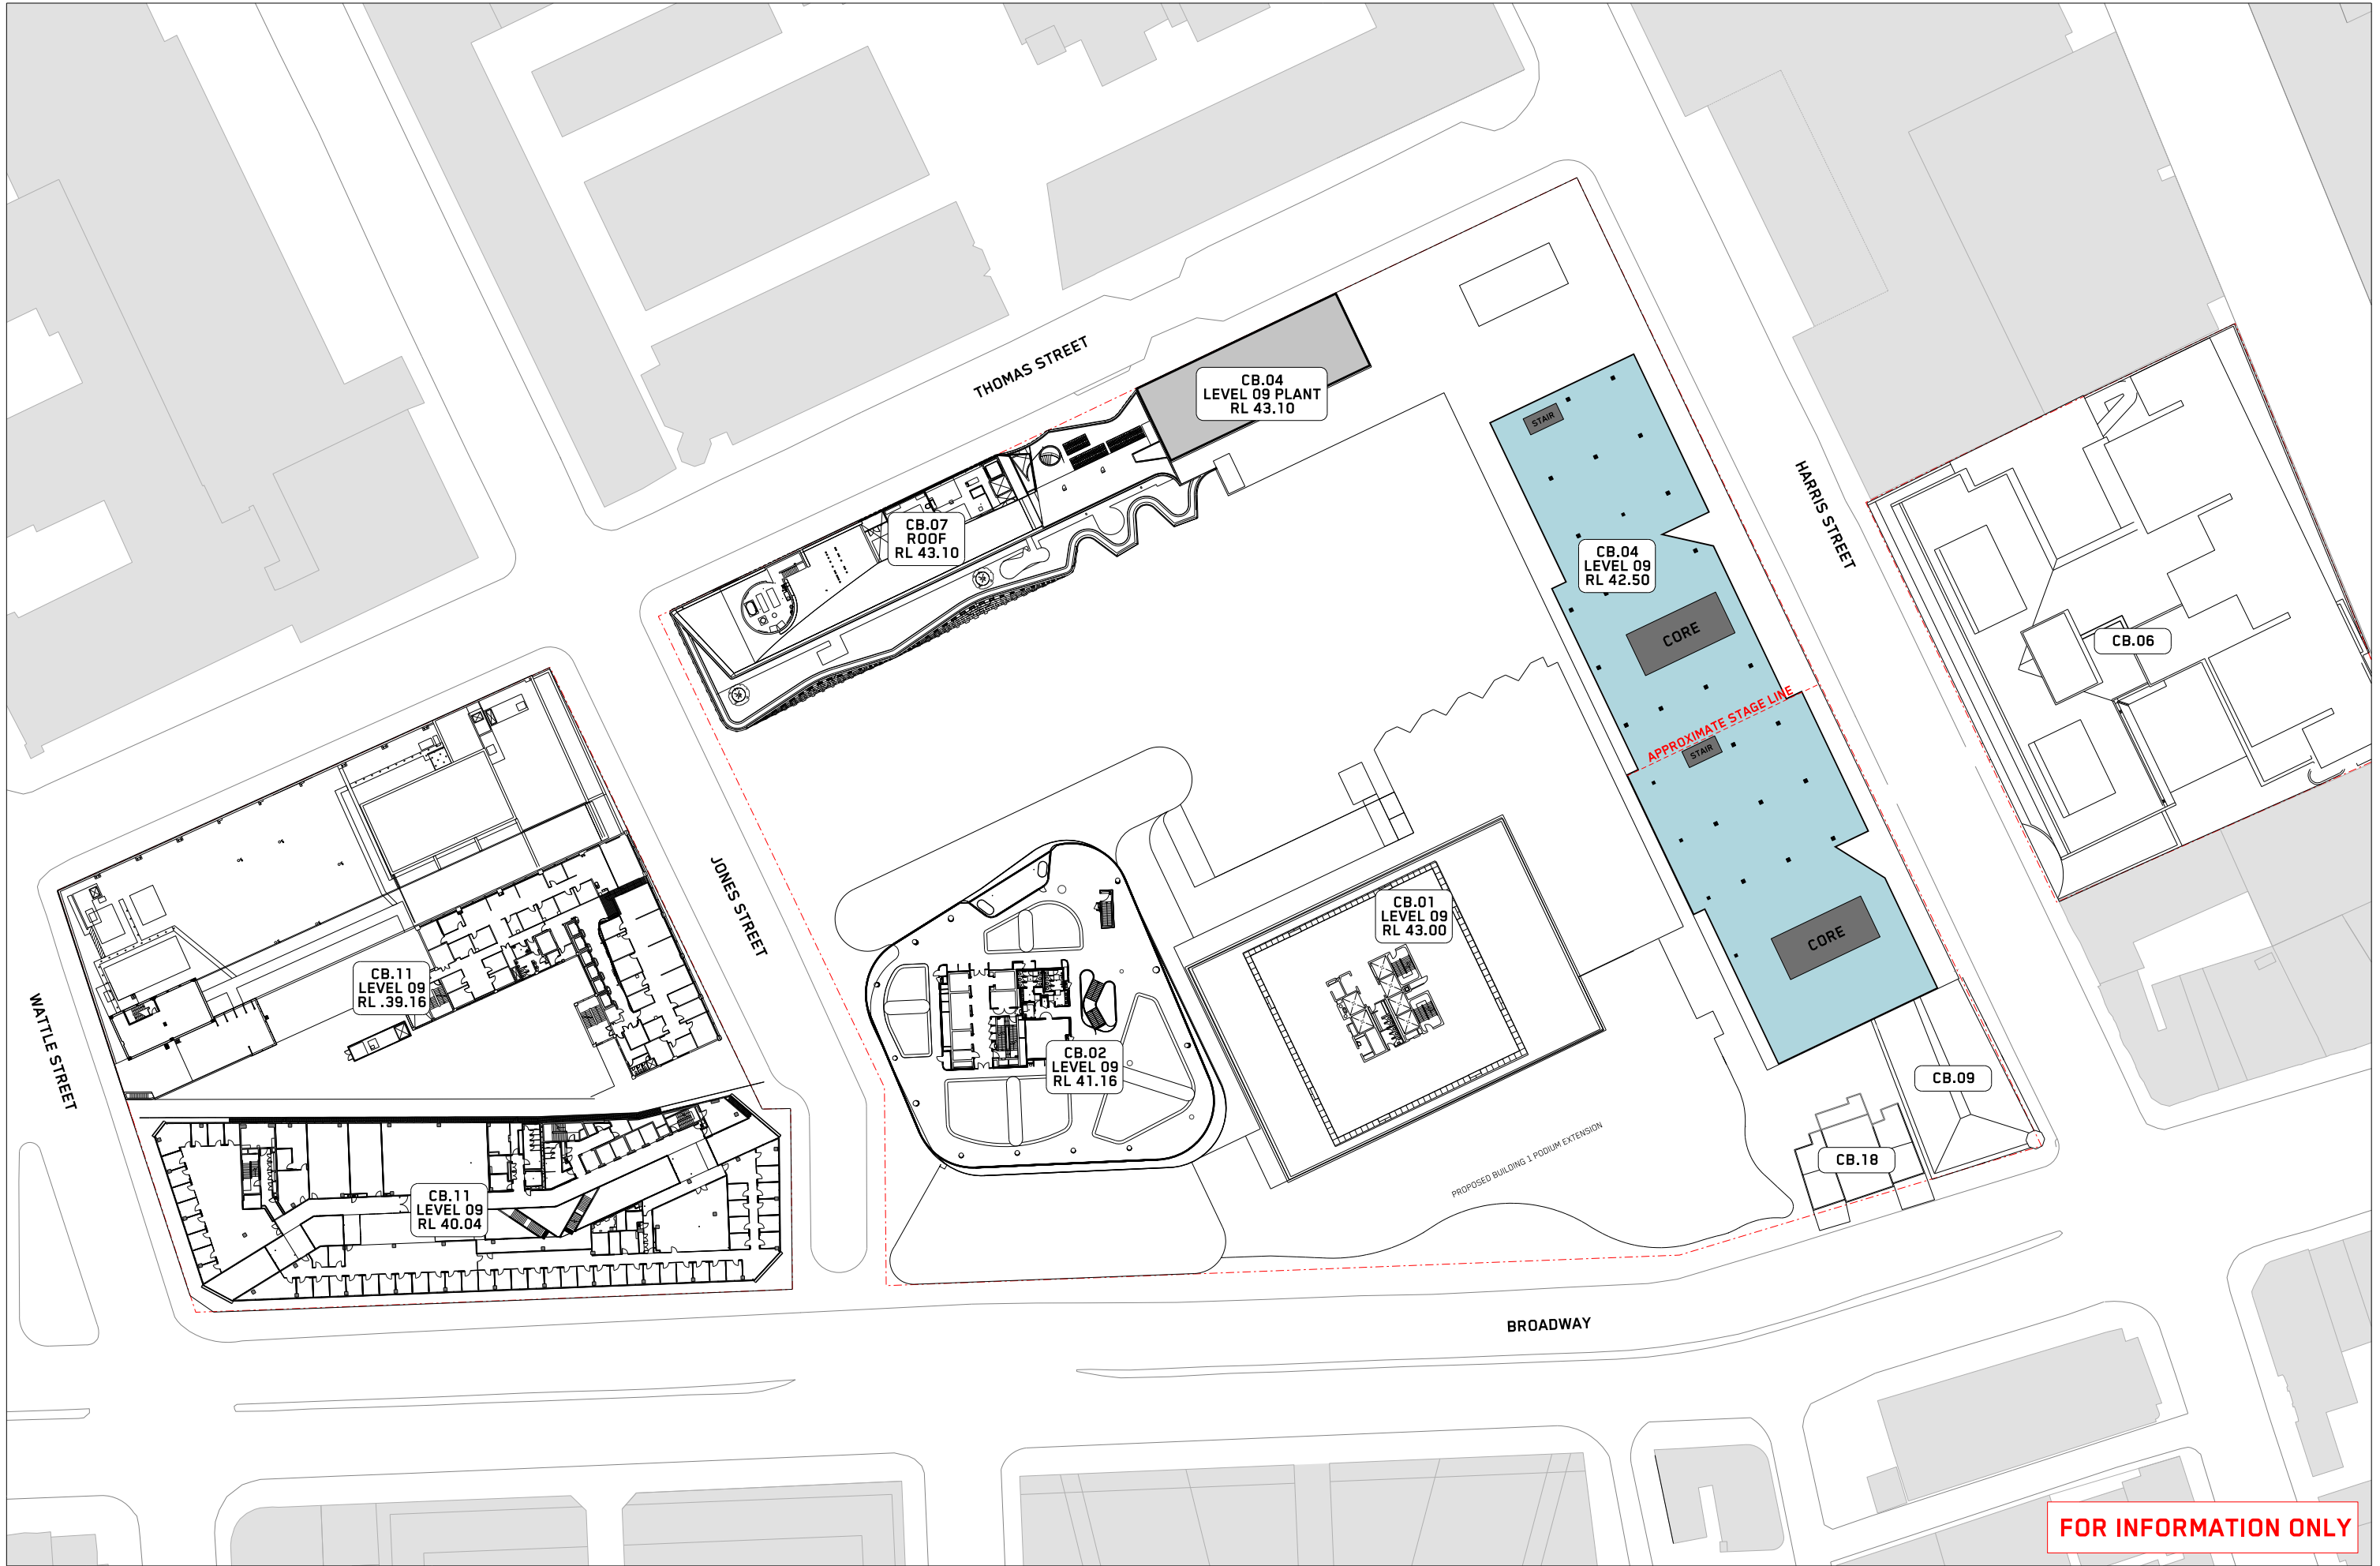 THOMAS STREET
CB.04
LEVEL 09 PLANT
RL 43.10
STAIR
HARRIS STREET
CB.07
ROOF
RL 43.10
CB.04
LEVEL 09
RL 42.50
CORE
CB.06
APPROXIMATE STAGE LINE
STAIR
JONES STREET
CB.01
LEVEL 09
RL 43.00
CORE
CB.11
LEVEL 09
RL .39.16
WATTLE STREET
CB.02
LEVEL 09
RL 41.16
CB.09
PROPOSED BUILDING 1 PODIUM EXTENSION
CB.18
CB.11
LEVEL 09
RL 40.04
BROADWAY
FOR INFORMATION ONLY